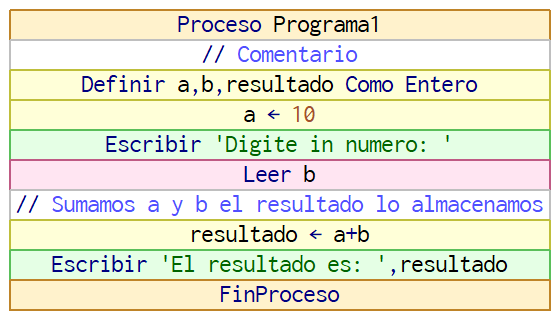 Proceso Programa1
// Comentario
Definir a,b,resultado Como Entero
a ← 10
Escribir 'Digite in numero: '
Leer b
// Sumamos a y b el resultado lo almacenamos
resultado ← a+b
Escribir 'El resultado es: ',resultado
FinProceso